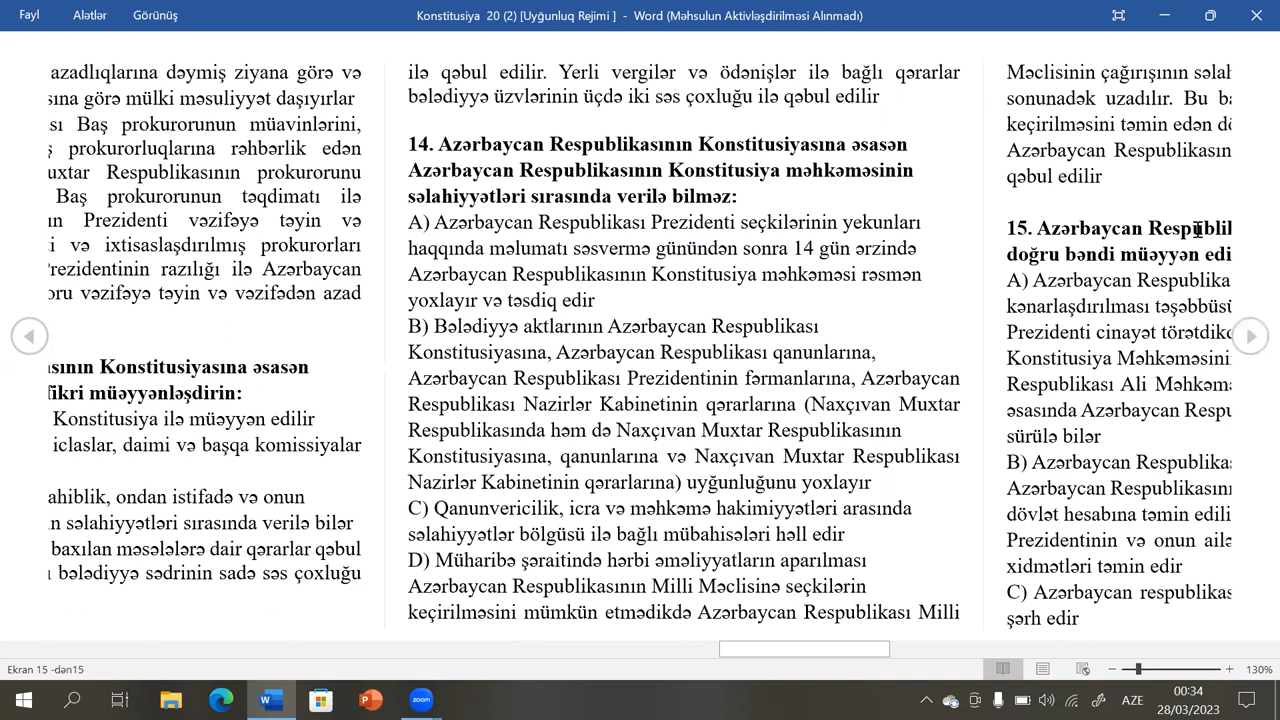 Fayl Alətlər Görünüş Konstitusiya 20 (2) [Uyğunluq Rejimi ] - Word (Məhsulun Aktivləşdirilməsi Alınmadı)
azadlıqlarına dəymiş ziyana görə və
sına görə mülki məsuliyyət daşıyırlar
sı Baş prokurorunun müavinlərini,
ş prokurorluqlarına rəhbərlik edən
uxtar Respublikasının prokurorunu
Baş prokurorunun təqdimatı ilə
ın Prezidenti vəzifəyə təyin və
i və ixtisaslaşdırılmış prokurorları
Prezidentinin razılığı ilə Azərbaycan
oru vəzifəyə təyin və vəzifədən azad
sının Konstitusiyasına əsasən
fikri müəyyənləşdirin:
Konstitusiya ilə müəyyən edilir
iclaslar, daimi və başqa komissiyalar
ahiblik, ondan istifadə və onun
n səlahiyyətləri sırasında verilə bilər
baxılan məsələlərə dair qərarlar qəbul
ı bələdiyyə sədrinin sadə səs çoxluğu
ilə qəbul edilir. Yerli vergilər və ödənişlər ilə bağlı qərarlar
bələdiyyə üzvlərinin üçdə iki səs çoxluğu ilə qəbul edilir
14. Azərbaycan Respublikasının Konstitusiyasına əsasən
Azərbaycan Respublikasının Konstitusiya məhkəməsinin
səlahiyyətləri sırasında verilə bilməz:
A) Azərbaycan Respublikası Prezidenti seçkilərinin yekunları
haqqında məlumatı səsvermə günündən sonra 14 gün ərzində
Azərbaycan Respublikasının Konstitusiya məhkəməsi rəsmən
yoxlayır və təsdiq edir
B) Bələdiyyə aktlarının Azərbaycan Respublikası
Konstitusiyasına, Azərbaycan Respublikası qanunlarına,
Azərbaycan Respublikası Prezidentinin fərmanlarına, Azərbaycan
Respublikası Nazirlər Kabinetinin qərarlarına (Naxçıvan Muxtar
Respublikasında həm də Naxçıvan Muxtar Respublikasının
Konstitusiyasına, qanunlarına və Naxçıvan Muxtar Respublikası
Nazirlər Kabinetinin qərarlarına) uyğunluğunu yoxlayır
C) Qanunvericilik, icra və məhkəmə hakimiyyətləri arasında
səlahiyyətlər bölgüsü ilə bağlı mübahisələri həll edir
D) Müharibə şəraitində hərbi əməliyyatların aparılması
Azərbaycan Respublikasının Milli Məclisinə seçkilərin
keçirilməsini mümkün etmədikdə Azərbaycan Respublikası Milli
Məclisinin çağırışının səlah
sonunadək uzadılır. Bu ba
keçirilməsini təmin edən də
Azərbaycan Respublikasın
qəbul edilir
15. Azərbaycan Respublik
doğru bəndi müəyyən edi
A) Azərbaycan Respublika
kənarlaşdırılması təşəbbüsü
Prezidenti cinayət törətdikd
Konstitusiya Məhkəməsini
Respublikası Ali Məhkəmə
əsasında Azərbaycan Respu
sürülə bilər
B) Azərbaycan Respublikas
Azərbaycan Respublikasını
dövlət hesabına təmin edili
Prezidentinin və onun ailə
xidmətləri təmin edir
C) Azərbaycan respublikas
şərh edir
Ekran 15 -dən15 130%
zoom AZE 00:34
28/03/2023